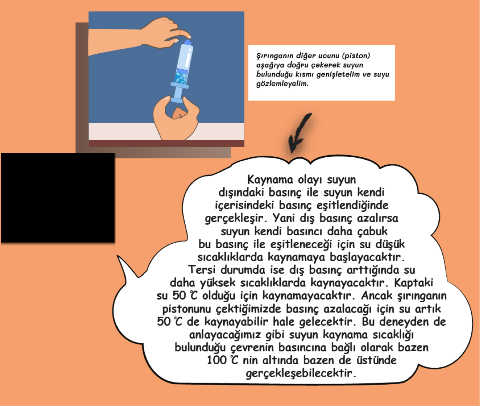 Şırınganın diğer ucunu (piston)
aşağıya doğru çekerek suyun
bulunduğu kısmı genişletelim ve suyu
gözlemleyalim.
Kaynama olayı suyun
dışındaki basınç ile suyun kendi
içerisindeki basınç eşitlendiğinde
gerçekleşir. Yani dış basınç azalırsa
suyun kendi basıncı daha çabuk
bu basınç ile eşitleneceği için su düşük
sıcaklıklarda kaynamaya başlayacaktır.
Tersi durumda ise dış basınç arttığında su
daha yüksek sıcaklıklarda kaynayacaktır. Kaptaki
su 50 ℃ olduğu için kaynamayacaktır. Ancak şırınganın
pistonunu çektiğimizde basınç azalacağı için su artık
50 ℃ de kaynayabilir hale gelecektir. Bu deneyden de
anlayacağımız gibi suyun kaynama sıcaklığı
bulunduğu çevrenin basıncına bağlı olarak bazen
100 ℃ nin altında bazen de üstünde
gerçekleşebilecektir.